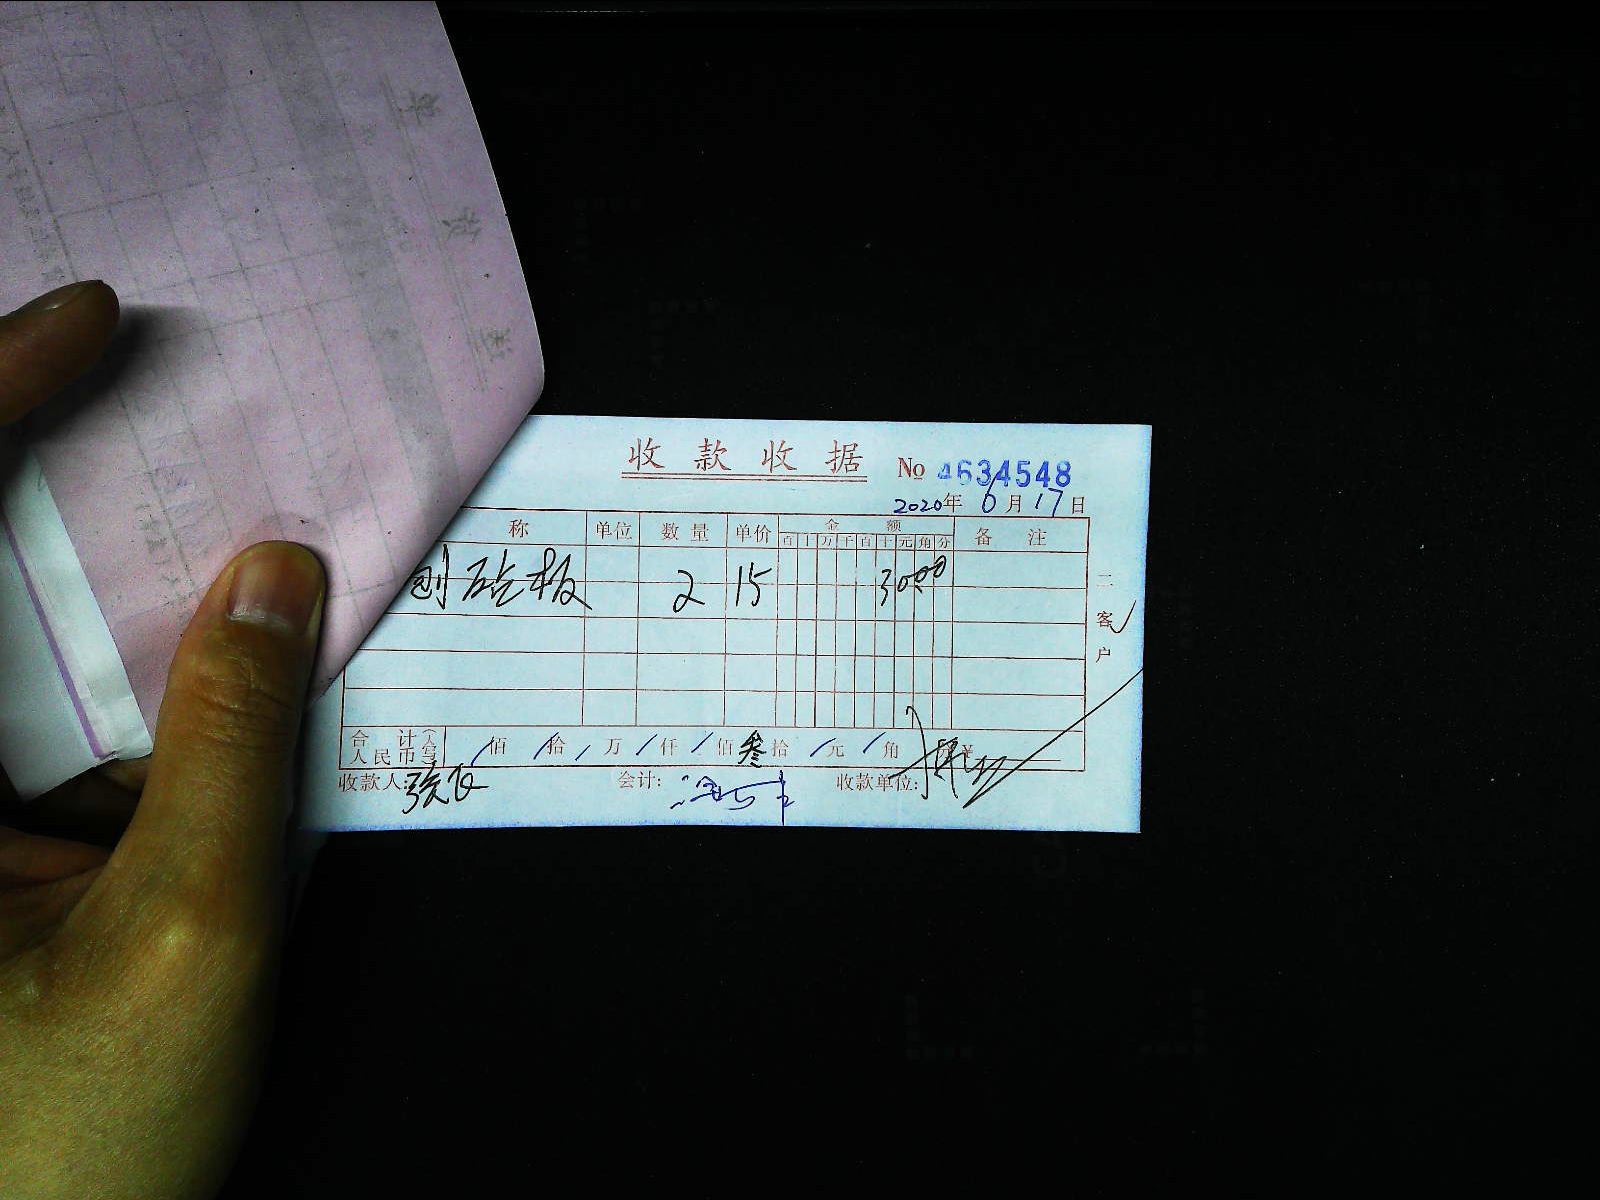 收款收据 No 4634548
2020年6月17日
称 单位 数量 单价 金额 备注
百十万千百十元角分
砧板 2 15 3000
二客户
合计人民币(大写) / 佰 / 拾 / 万 / 仟 / 佰 叁拾 / 元 / 角 分¥
收款人: 会计: 收款单位: